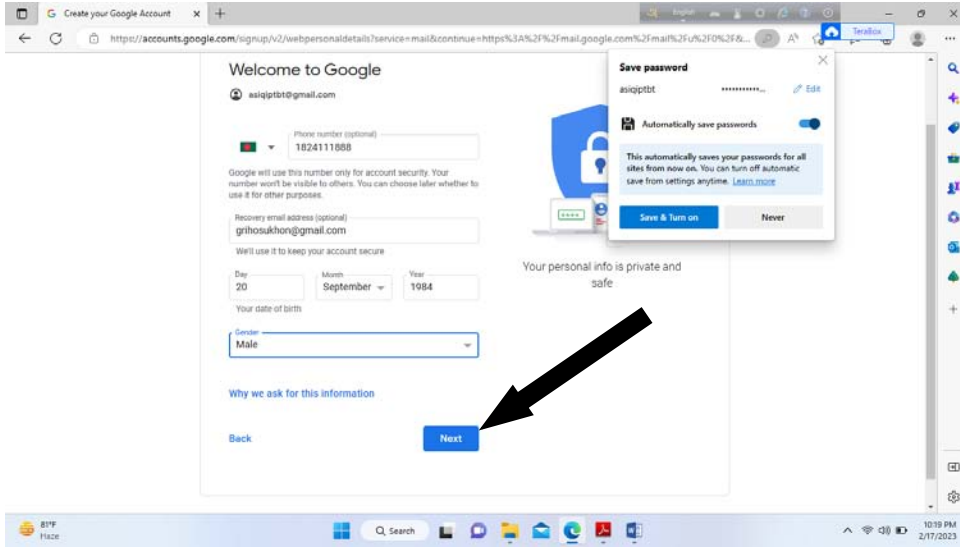 Create your Google Account
https://accounts.google.com/signup/v2/webpersonaldetails?service=mail&continue=https%3A%2F%2Fmail.google.com%2Fmail%2Fu%2F0%2F&...
TeraBox
Welcome to Google
asiqiptbt@gmail.com
Phone number (optional)
1824111888
Google will use this number only for account security. Your
number won't be visible to others. You can choose later whether to
use it for other purposes.
Recovery email address (optional)
grihosukhon@gmail.com
We'll use it to keep your account secure
Day
Month
Year
20
September
1984
Your date of birth
Gender
Male
Why we ask for this information
Back
Next
Your personal info is private and
safe
Save password
asiqiptbt
Edit
Automatically save passwords
This automatically saves your passwords for all
sites from now on. You can turn off automatic
save from settings anytime. Learn more
Save & Turn on
Never
81°F
Haze
Search
10:19 PM
2/17/2023